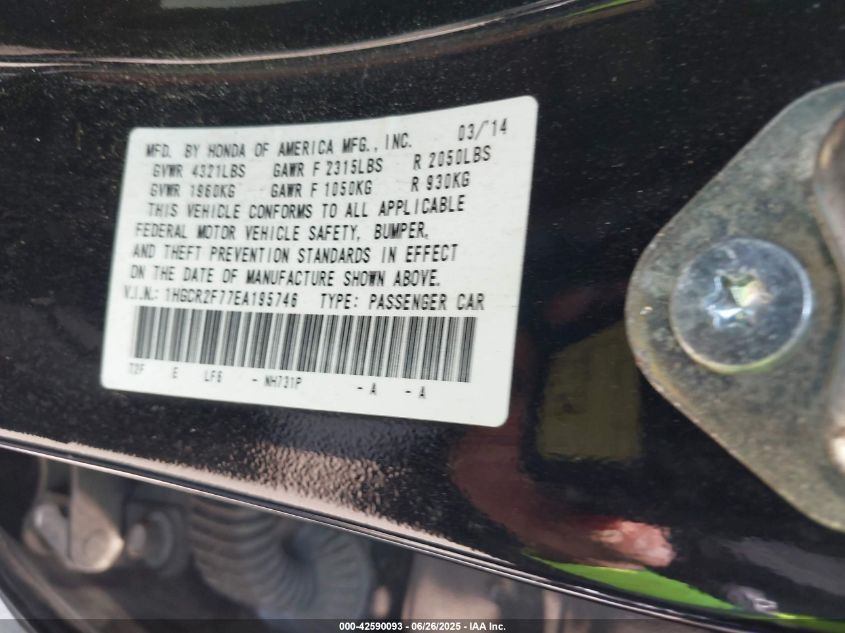 MFD. BY HONDA OF AMERICA MFG., INC. 03/'14
GVWR 4321LBS GAWR F 2315LBS R 2050LBS
GVWR 1960KG GAWR F 1050KG R 930KG
THIS VEHICLE CONFORMS TO ALL APPLICABLE
FEDERAL MOTOR VEHICLE SAFETY, BUMPER,
AND THEFT PREVENTION STANDARDS IN EFFECT
ON THE DATE OF MANUFACTURE SHOWN ABOVE.
V.I.N.: 1HGCR2F77EA195746 TYPE: PASSENGER CAR
T2F E LF6 - NH731P - A - A
000-42590093 — 06/26/2025 — IAA Inc.